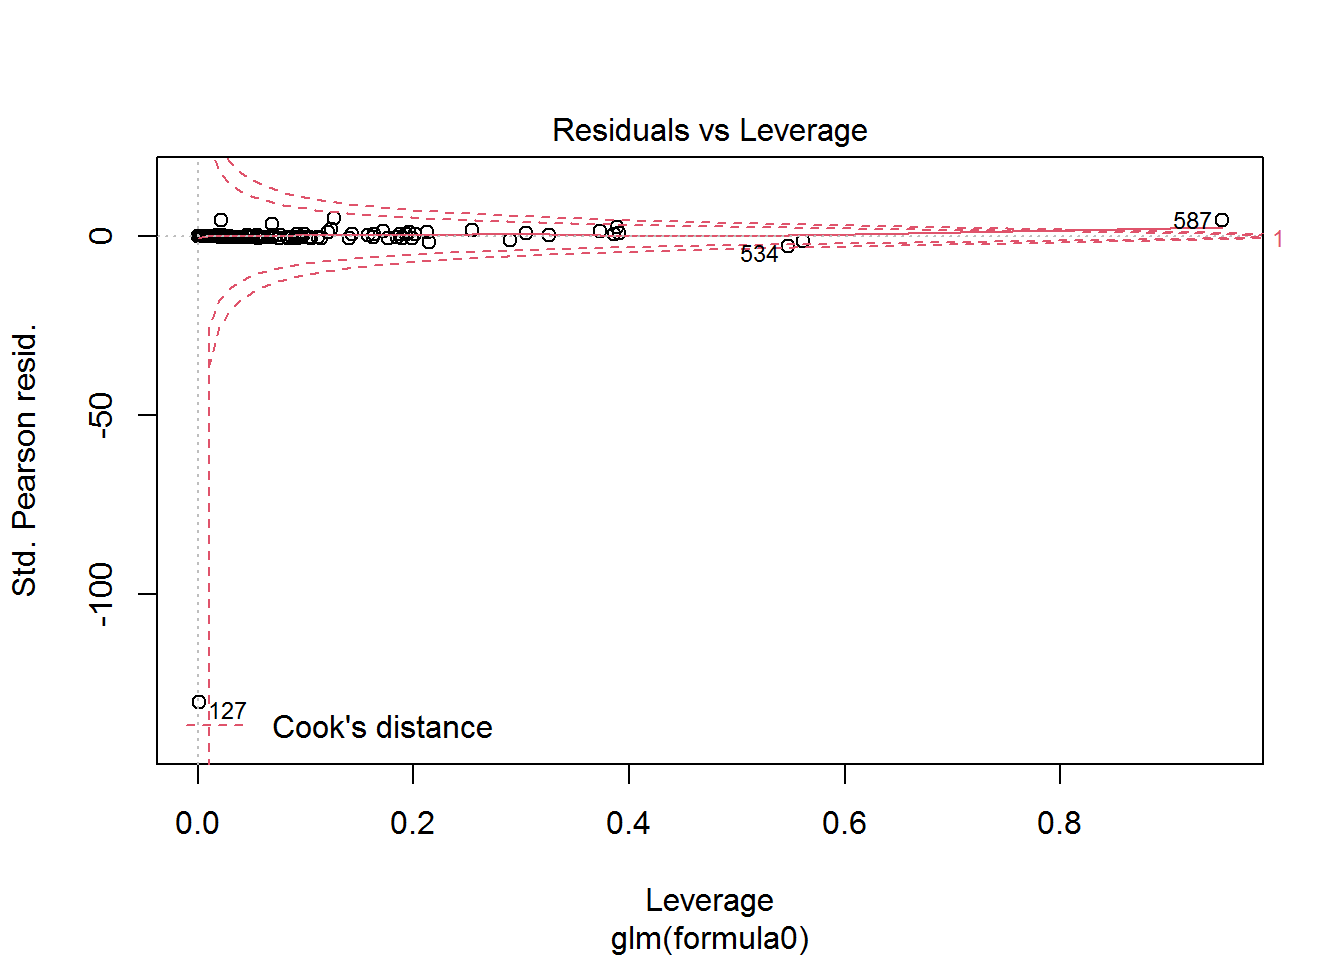 Residuals vs Leverage
Std. Pearson resid.
0
-50
-100
587
1
534
127
Cook's distance
0.0 0.2 0.4 0.6 0.8
Leverage
glm(formula0)